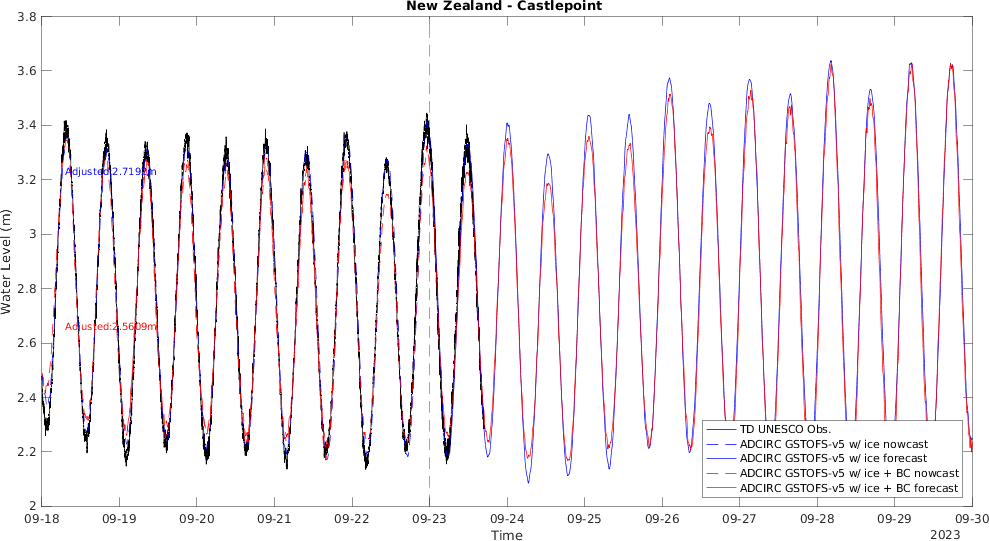 New Zealand - Castlepoint
3.8
3.6
3.4
3.2
3
2.8
2.6
2.4
2.2
2
Water Level (m)
Adjusted:2.719 m
Adjusted:2.5609m
TD UNESCO Obs.
ADCIRC GSTOFS-v5 w/ ice nowcast
ADCIRC GSTOFS-v5 w/ ice forecast
ADCIRC GSTOFS-v5 w/ ice + BC nowcast
ADCIRC GSTOFS-v5 w/ ice + BC forecast
09-18 09-19 09-20 09-21 09-22 09-23 09-24 09-25 09-26 09-27 09-28 09-29 09-30
Time
2023